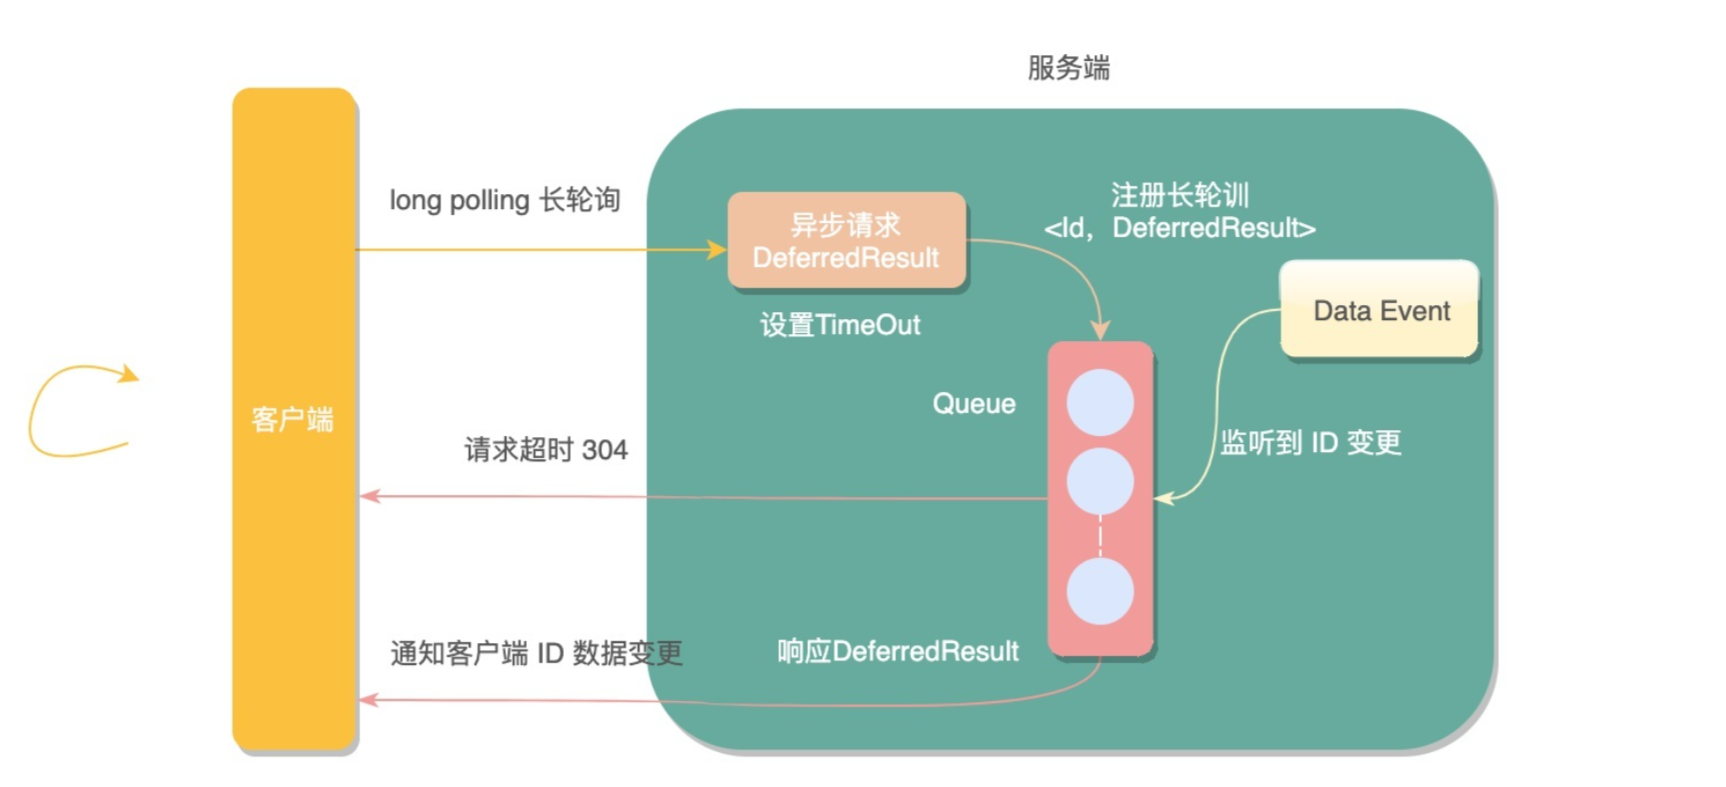 服务端
long polling 长轮询
异步请求
DeferredResult
注册长轮训
<Id，DeferredResult>
设置TimeOut
Data Event
Queue
客户端
请求超时 304
监听到 ID 变更
通知客户端 ID 数据变更
响应DeferredResult